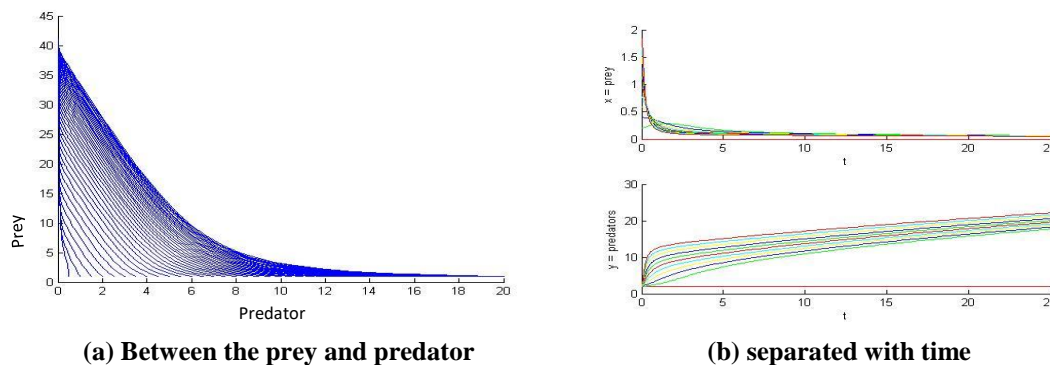 45
40
35
30
25
20
15
10
5
0
Prey
0 2 4 6 8 10 12 14 16 18 20
Predator
(a) Between the prey and predator
2
1.5
1
0.5
0
x = prey
0 5 10 15 20 25
t
30
20
10
0
y = predators
0 5 10 15 20 25
t
(b) separated with time